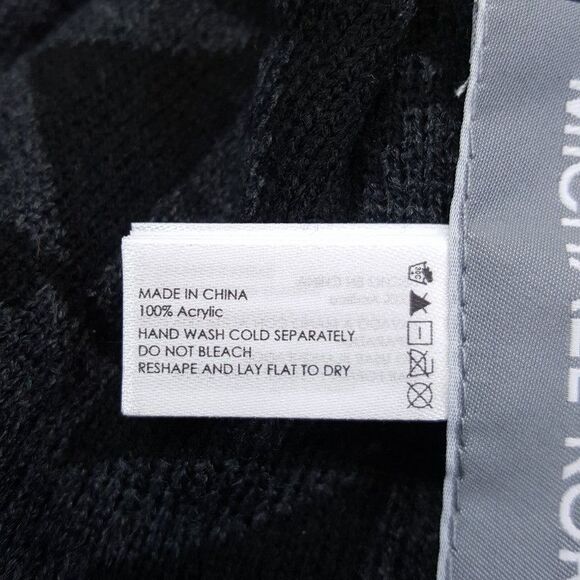 MADE IN CHINA
100% Acrylic
HAND WASH COLD SEPARATELY
DO NOT BLEACH
RESHAPE AND LAY FLAT TO DRY
MICHAEL KOR